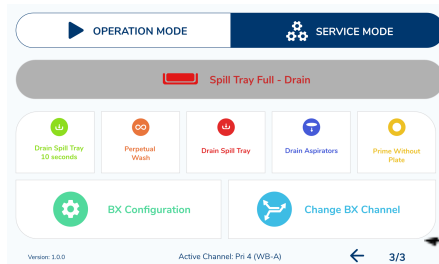 OPERATION MODE
SERVICE MODE
Spill Tray Full - Drain
Drain Spill Tray
10 seconds
Perpetual
Wash
Drain Spill Tray
Drain Aspirators
Prime Without
Plate
BX Configuration
Change BX Channel
Version: 1.0.0
Active Channel: Pri 4 (WB-A)
3/3